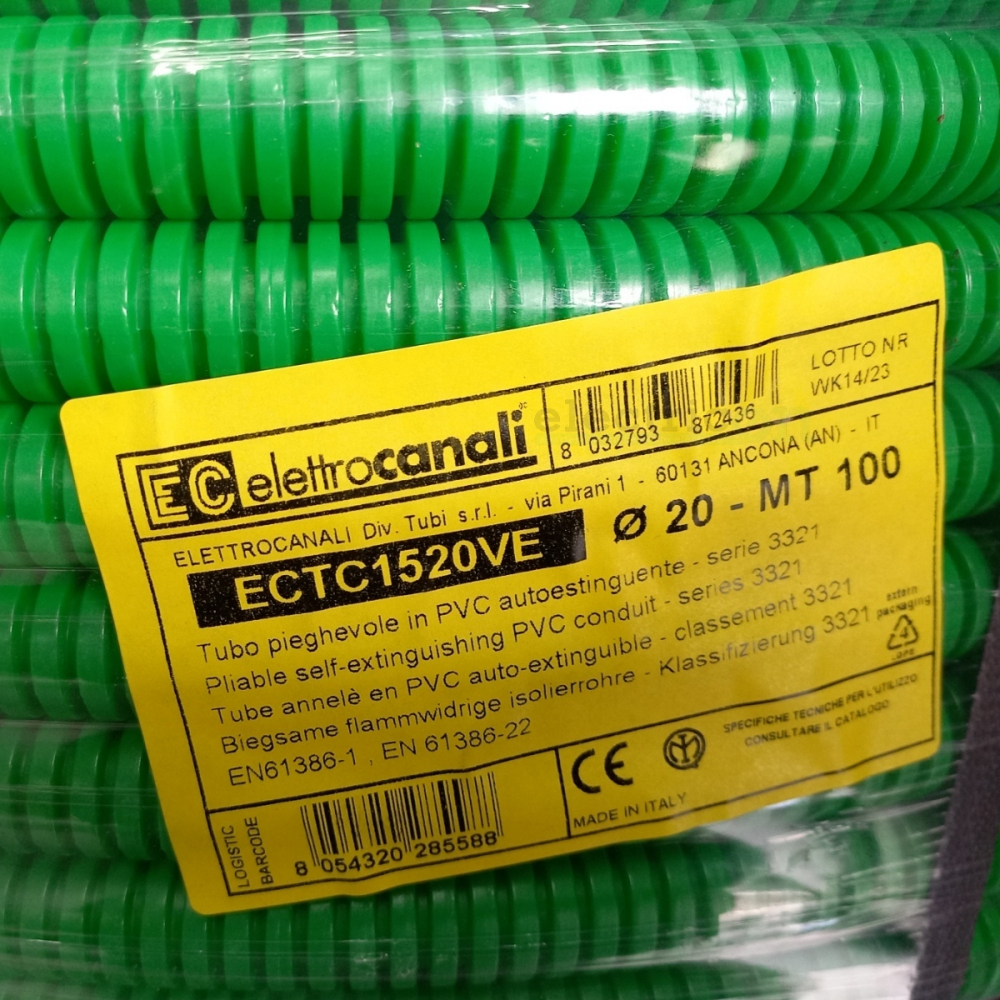 EC elettrocanali
8 032793 872436
LOTTO NR
WK14/23
ELETTROCANALI Div. Tubi s.r.l. - via Pirani 1 - 60131 ANCONA (AN) - IT
ECTC1520VE
Ø 20 - MT 100
Tubo pieghevole in PVC autoestinguente - serie 3321
Pliable self-extinguishing PVC conduit - series 3321
Tube annelè en PVC auto-extinguible - classement 3321
Biegsame flammwidrige isolierrohre - Klassifizierung 3321
EN61386-1 , EN 61386-22
extern
packaging
4
LDPE
LOGISTIC
BARCODE
8 054320 285588
CE
MADE IN ITALY
SPECIFICHE TECNICHE PER L'UTILIZZO
CONSULTARE IL CATALOGO